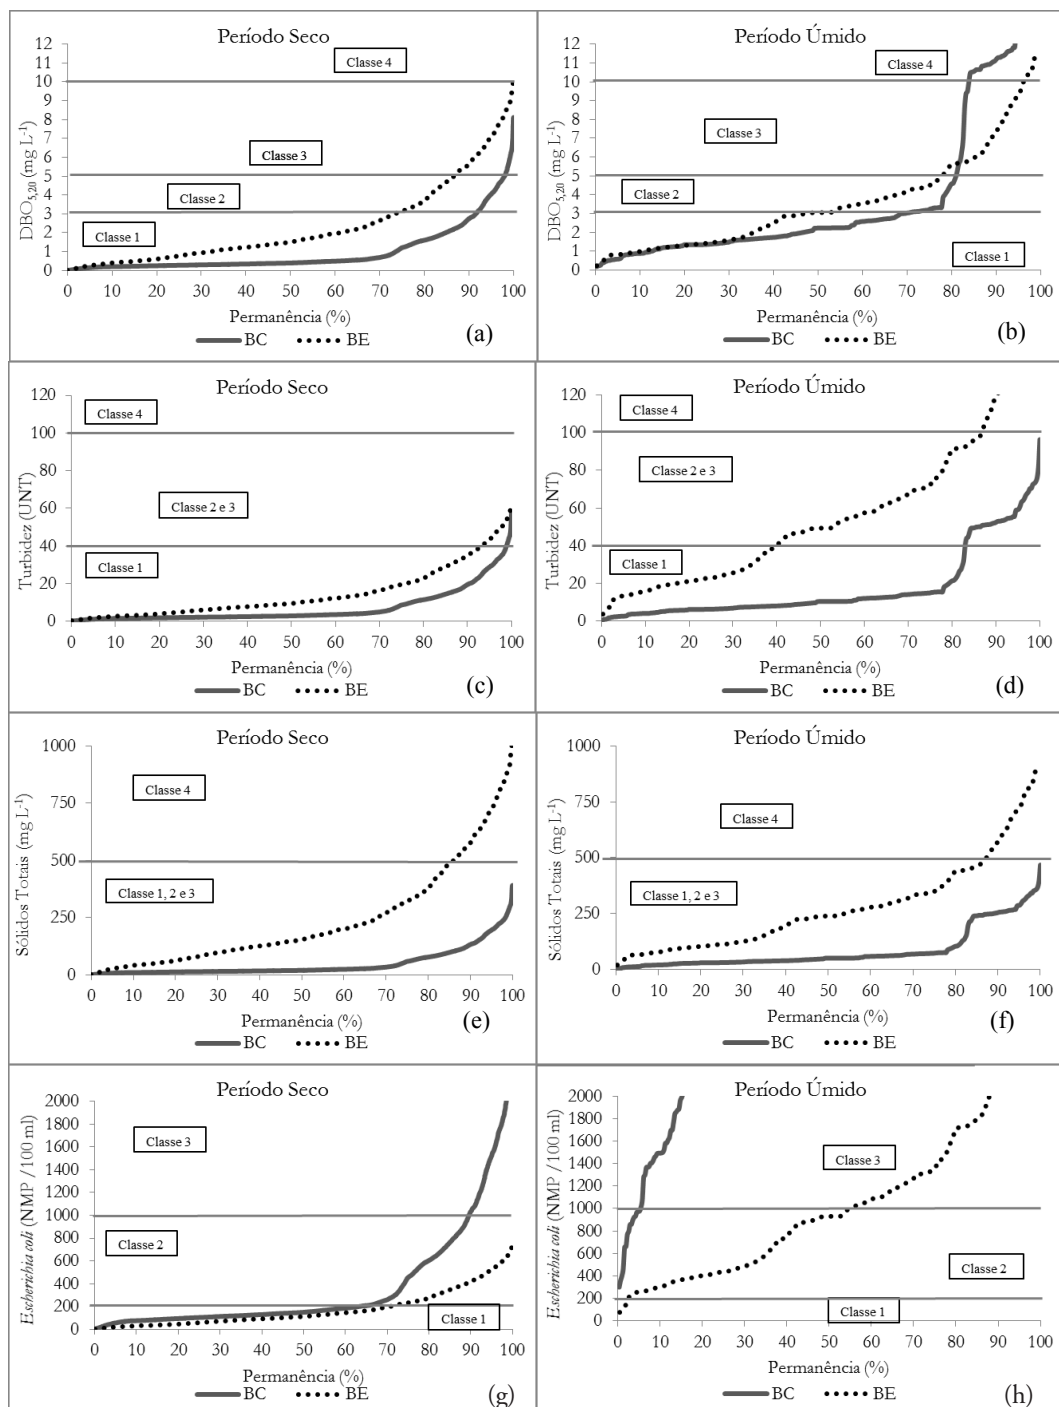 Período Seco
12
11
10
9
8
7
6
5
4
3
2
1
0
DBO5,20 (mg L-1)
Classe 4
Classe 3
Classe 2
Classe 1
0 10 20 30 40 50 60 70 80 90 100
Permanência (%)
BC BE
(a)
Período Úmido
12
11
10
9
8
7
6
5
4
3
2
1
0
DBO5,20 (mg L-1)
Classe 4
Classe 3
Classe 2
Classe 1
0 10 20 30 40 50 60 70 80 90 100
Permanência (%)
BC BE
(b)
Período Seco
120
100
80
60
40
20
0
Turbidez (UNT)
Classe 4
Classe 2 e 3
Classe 1
0 10 20 30 40 50 60 70 80 90 100
Permanência (%)
BC BE
(c)
Período Úmido
120
100
80
60
40
20
0
Turbidez (UNT)
Classe 4
Classe 2 e 3
Classe 1
0 10 20 30 40 50 60 70 80 90 100
Permanência (%)
BC BE
(d)
Período Seco
1000
750
500
250
0
Sólidos Totais (mg L-1)
Classe 4
Classe 1, 2 e 3
0 10 20 30 40 50 60 70 80 90 100
Permanência (%)
BC BE
(e)
Período Úmido
1000
750
500
250
0
Sólidos Totais (mg L-1)
Classe 4
Classe 1, 2 e 3
0 10 20 30 40 50 60 70 80 90 100
Permanência (%)
BC BE
(f)
Período Seco
2000
1800
1600
1400
1200
1000
800
600
400
200
0
Escherichia coli (NMP /100 ml)
Classe 3
Classe 2
Classe 1
0 10 20 30 40 50 60 70 80 90 100
Permanência (%)
BC BE
(g)
Período Úmido
2000
1800
1600
1400
1200
1000
800
600
400
200
0
Escherichia coli (NMP /100 ml)
Classe 3
Classe 2
Classe 1
0 10 20 30 40 50 60 70 80 90 100
Permanência (%)
BC BE
(h)